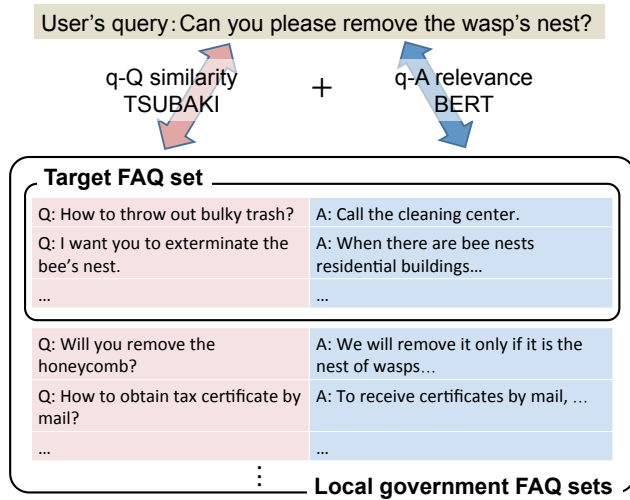 User's query:Can you please remove the wasp's nest?
q-Q similarity
TSUBAKI
+
q-A relevance
BERT
Target FAQ set
Q: How to throw out bulky trash?
A: Call the cleaning center.
Q: I want you to exterminate the
bee's nest.
A: When there are bee nests
residential buildings…
…
…
Q: Will you remove the
honeycomb?
A: We will remove it only if it is the
nest of wasps…
Q: How to obtain tax certificate by
mail?
A: To receive certificates by mail, …
…
…
⋮
Local government FAQ sets